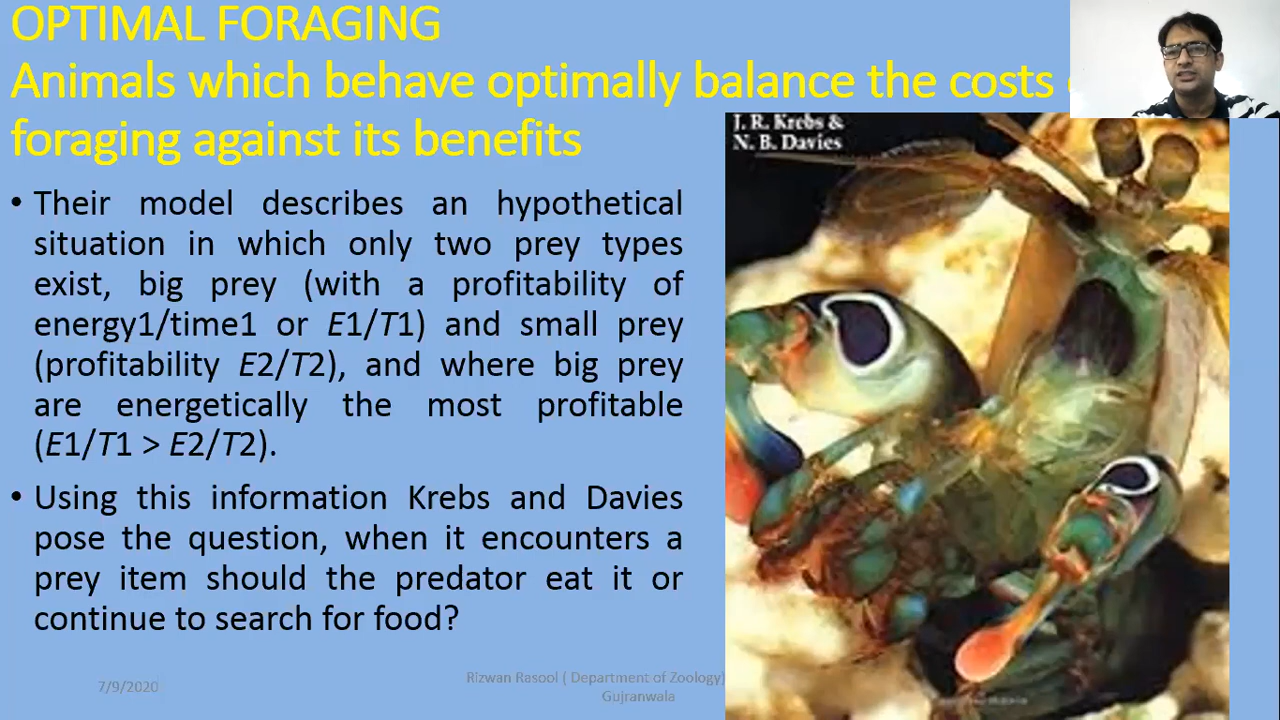 OPTIMAL FORAGING
Animals which behave optimally balance the costs
foraging against its benefits
• Their model describes an hypothetical
situation in which only two prey types
exist, big prey (with a profitability of
energy1/time1 or E1/T1) and small prey
(profitability E2/T2), and where big prey
are energetically the most profitable
(E1/T1 > E2/T2).
• Using this information Krebs and Davies
pose the question, when it encounters a
prey item should the predator eat it or
continue to search for food?
J. R. Krebs &
N. B. Davies
7/9/2020
Rizwan Rasool ( Department of Zoology)
Gujranwala